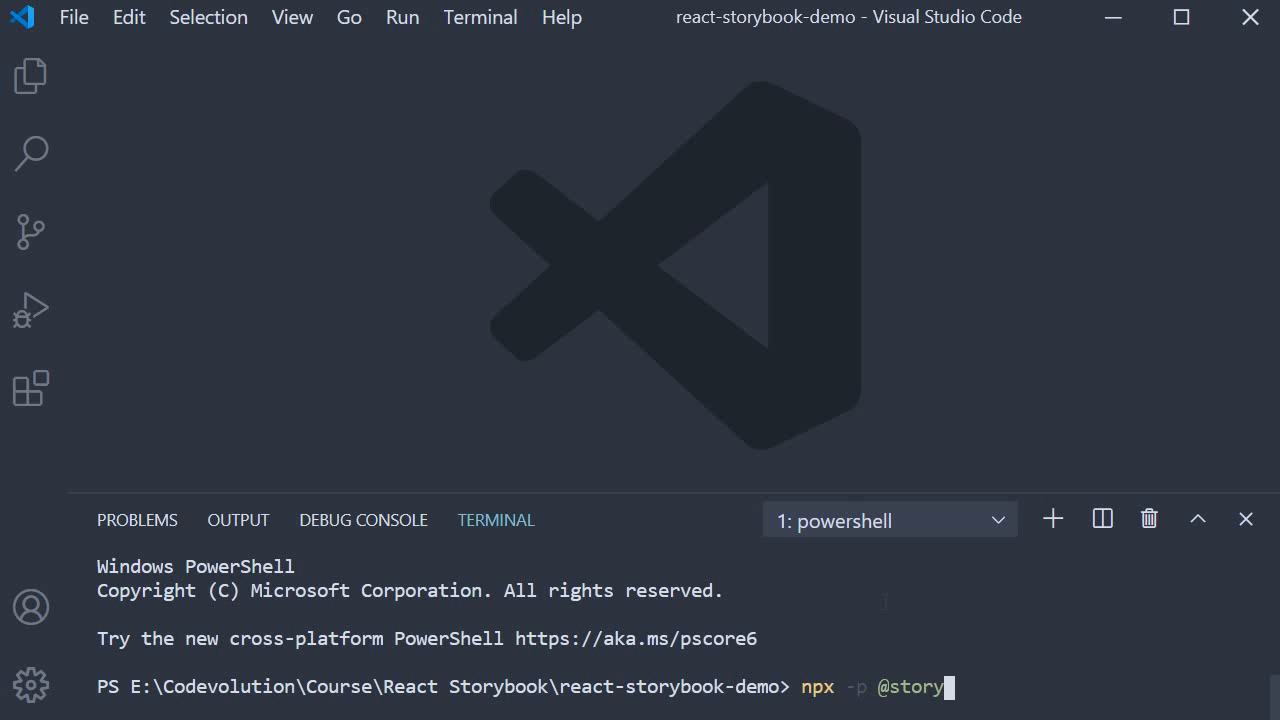 File Edit Selection View Go Run Terminal Help react-storybook-demo - Visual Studio Code
PROBLEMS OUTPUT DEBUG CONSOLE TERMINAL 1: powershell
Windows PowerShell
Copyright (C) Microsoft Corporation. All rights reserved.
Try the new cross-platform PowerShell https://aka.ms/pscore6
PS E:\Codevolution\Course\React Storybook\react-storybook-demo> npx -p @story